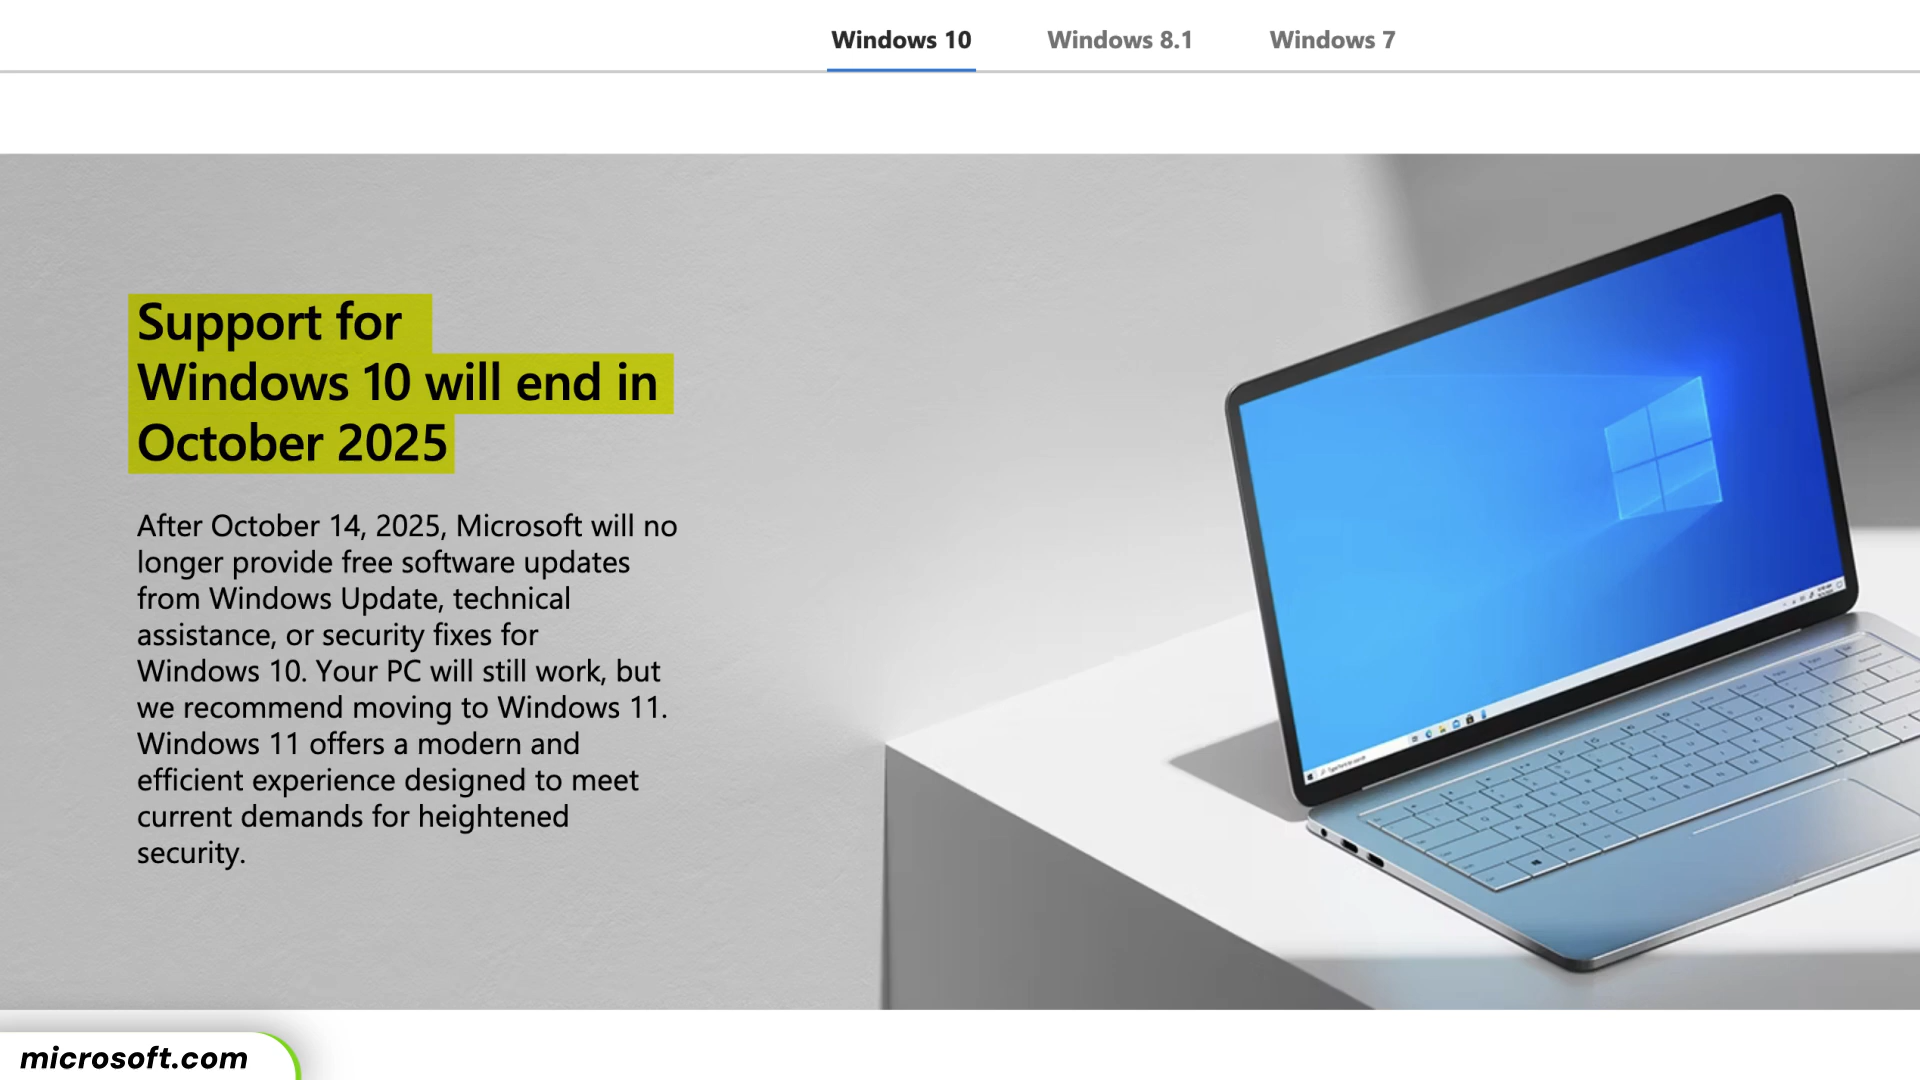 Windows 10
Windows 8.1
Windows 7
Support for
Windows 10 will end in
October 2025
After October 14, 2025, Microsoft will no
longer provide free software updates
from Windows Update, technical
assistance, or security fixes for
Windows 10. Your PC will still work, but
we recommend moving to Windows 11.
Windows 11 offers a modern and
efficient experience designed to meet
current demands for heightened
security.
microsoft.com